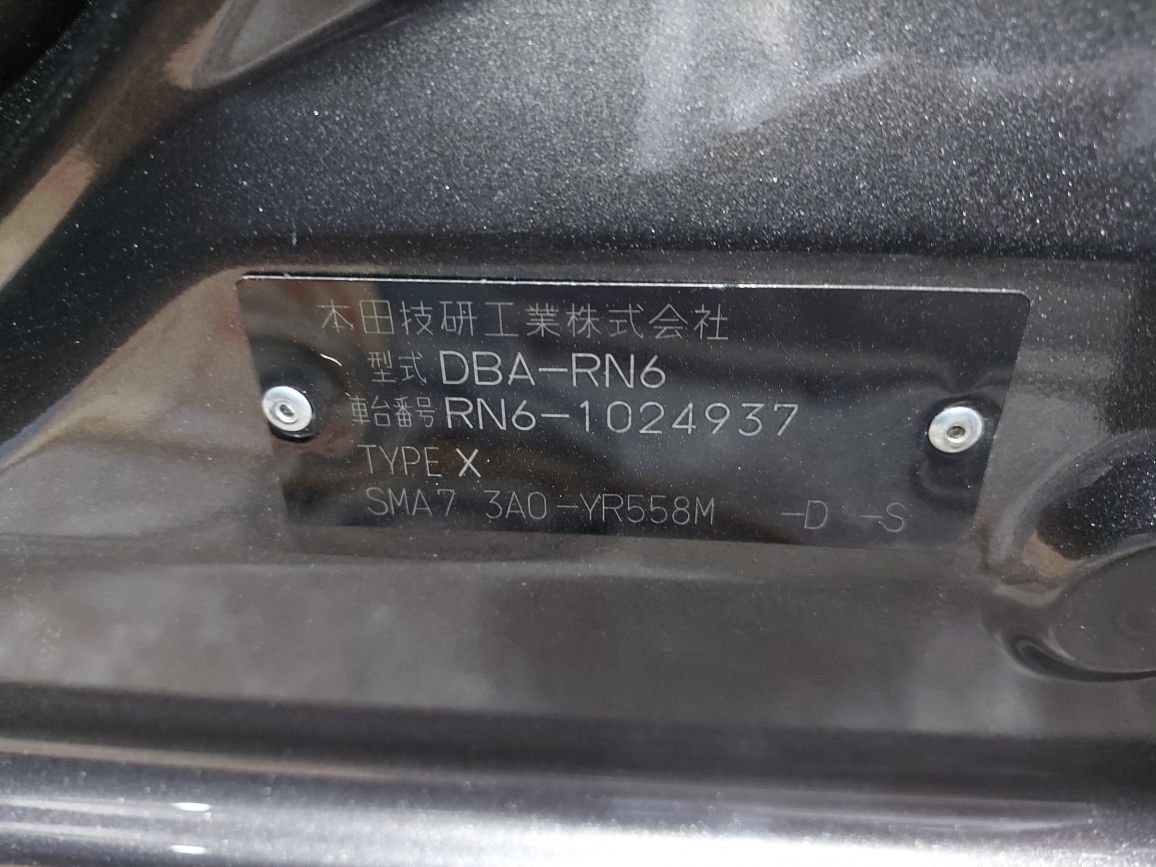 本田技研工業株式会社
型式 DBA-RN6
車台番号 RN6-1024937
TYPE X
SMA7 3A0-YR558M -D -S